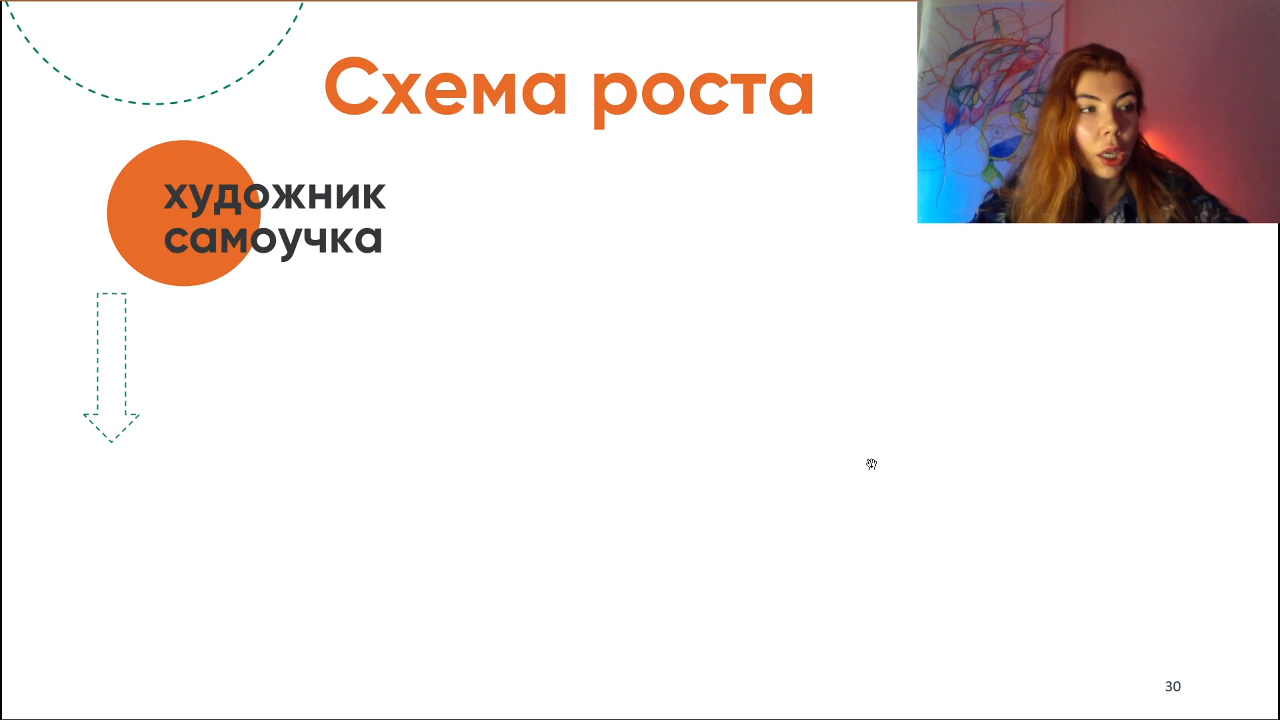 Схема роста
художник
самоучка
30